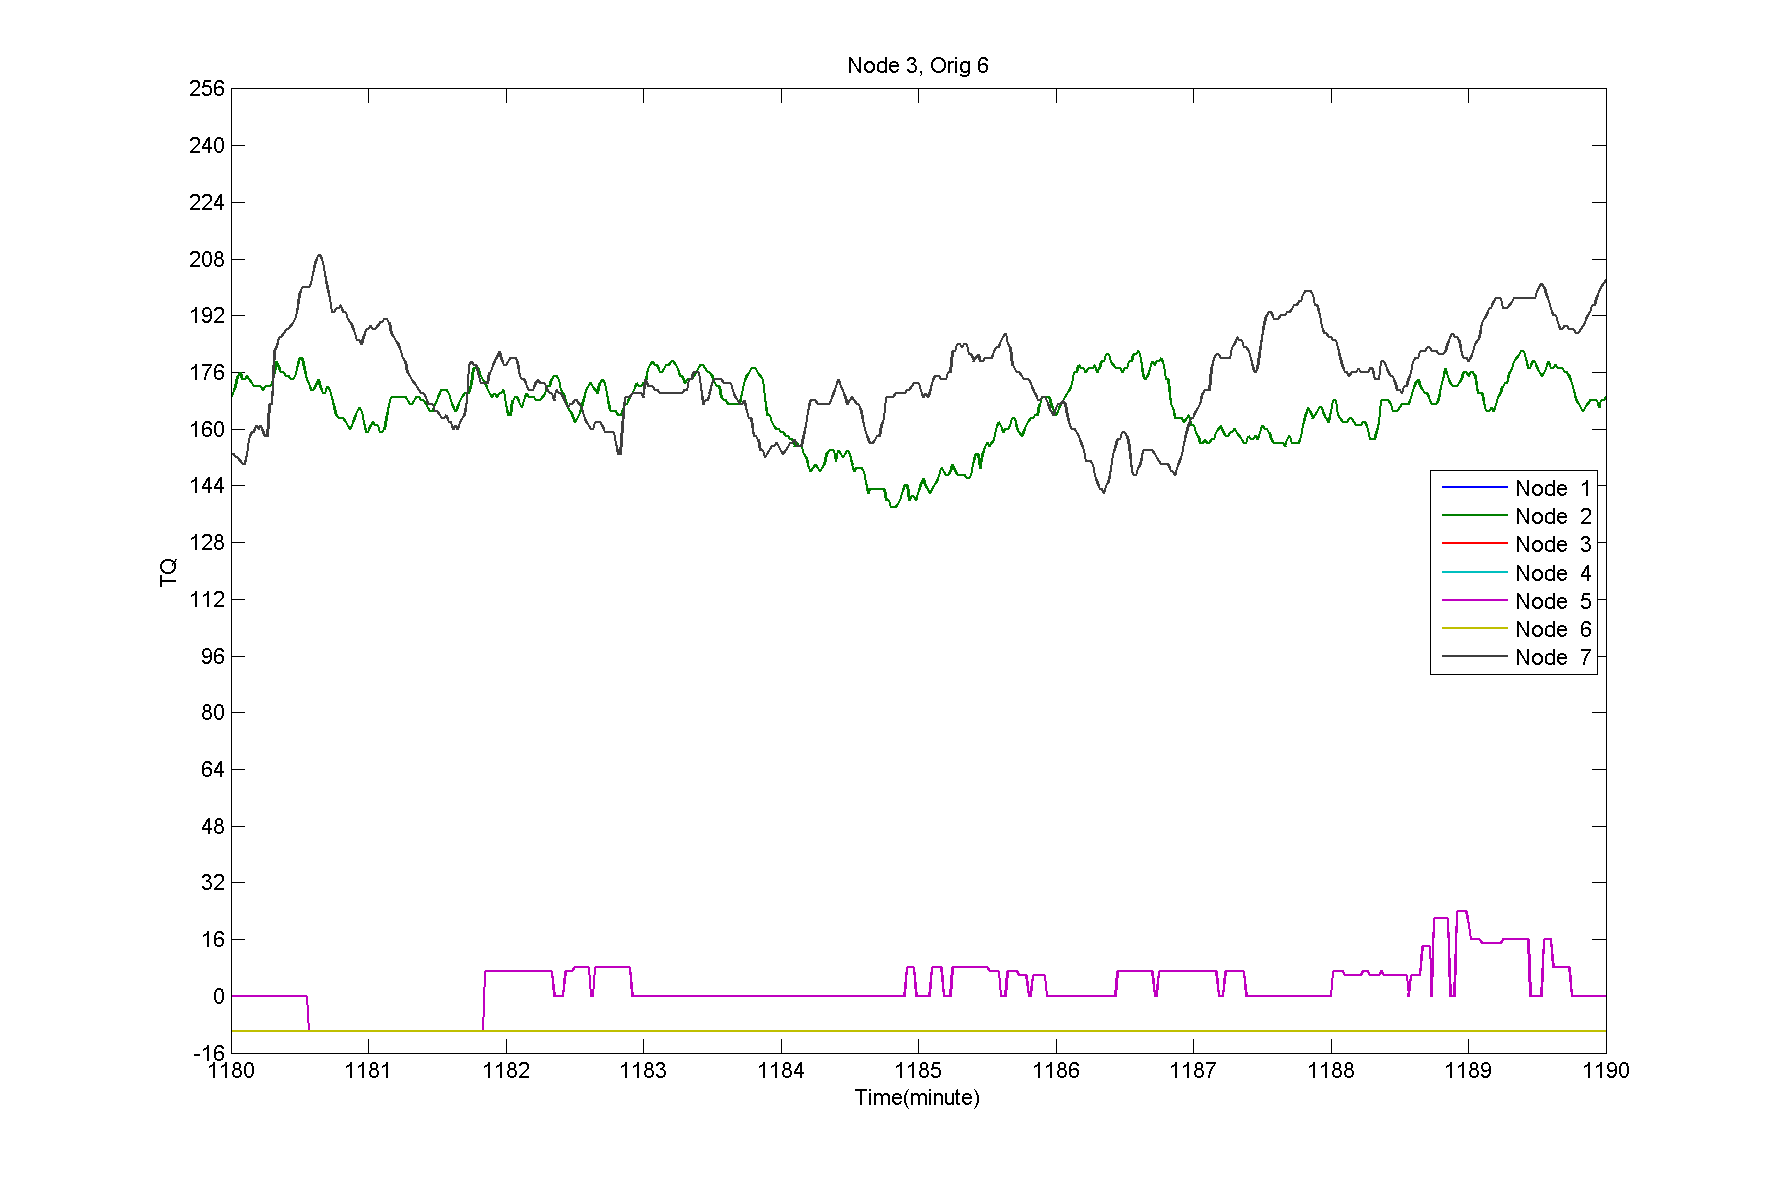 Node 3, Orig 6
256
240
224
208
192
176
160
144
128
112
96
80
64
48
32
16
0
-16
TQ
Node 1
Node 2
Node 3
Node 4
Node 5
Node 6
Node 7
1180 1181 1182 1183 1184 1185 1186 1187 1188 1189 1190
Time(minute)